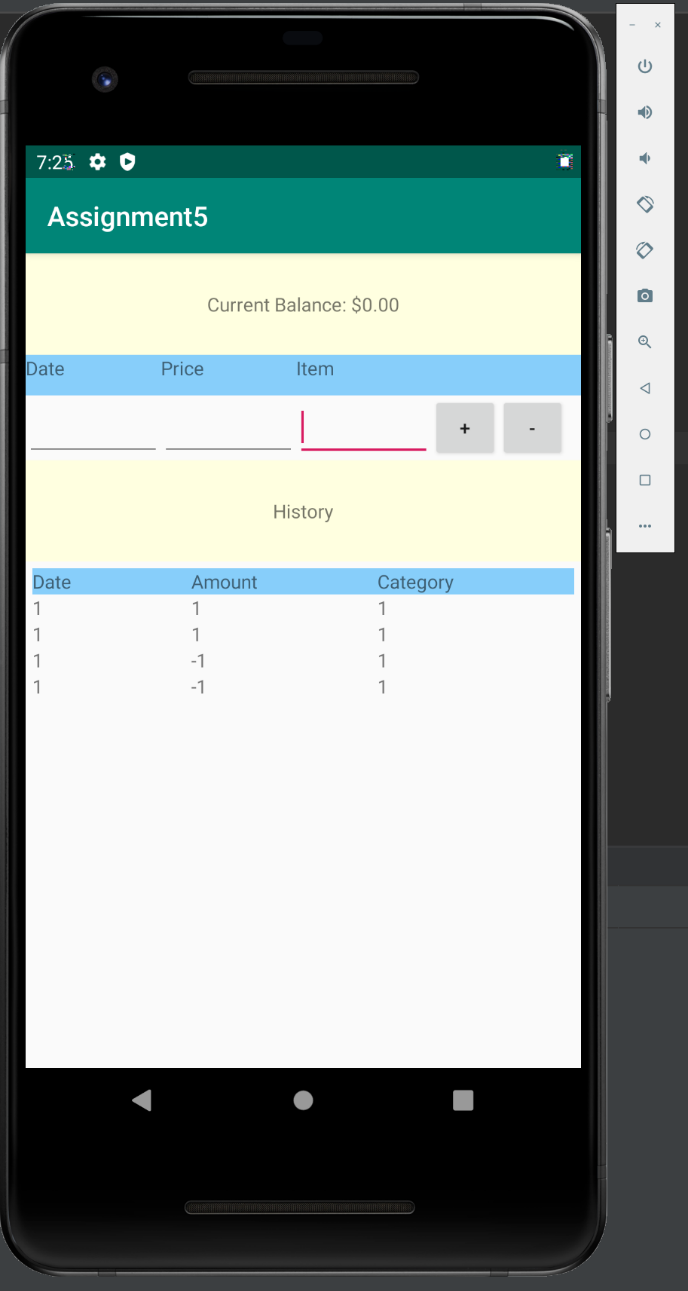 7:25
Assignment5
Current Balance: $0.00
Date Price Item
+ -
History
Date Amount Category
1 1 1
1 1 1
1 -1 1
1 -1 1